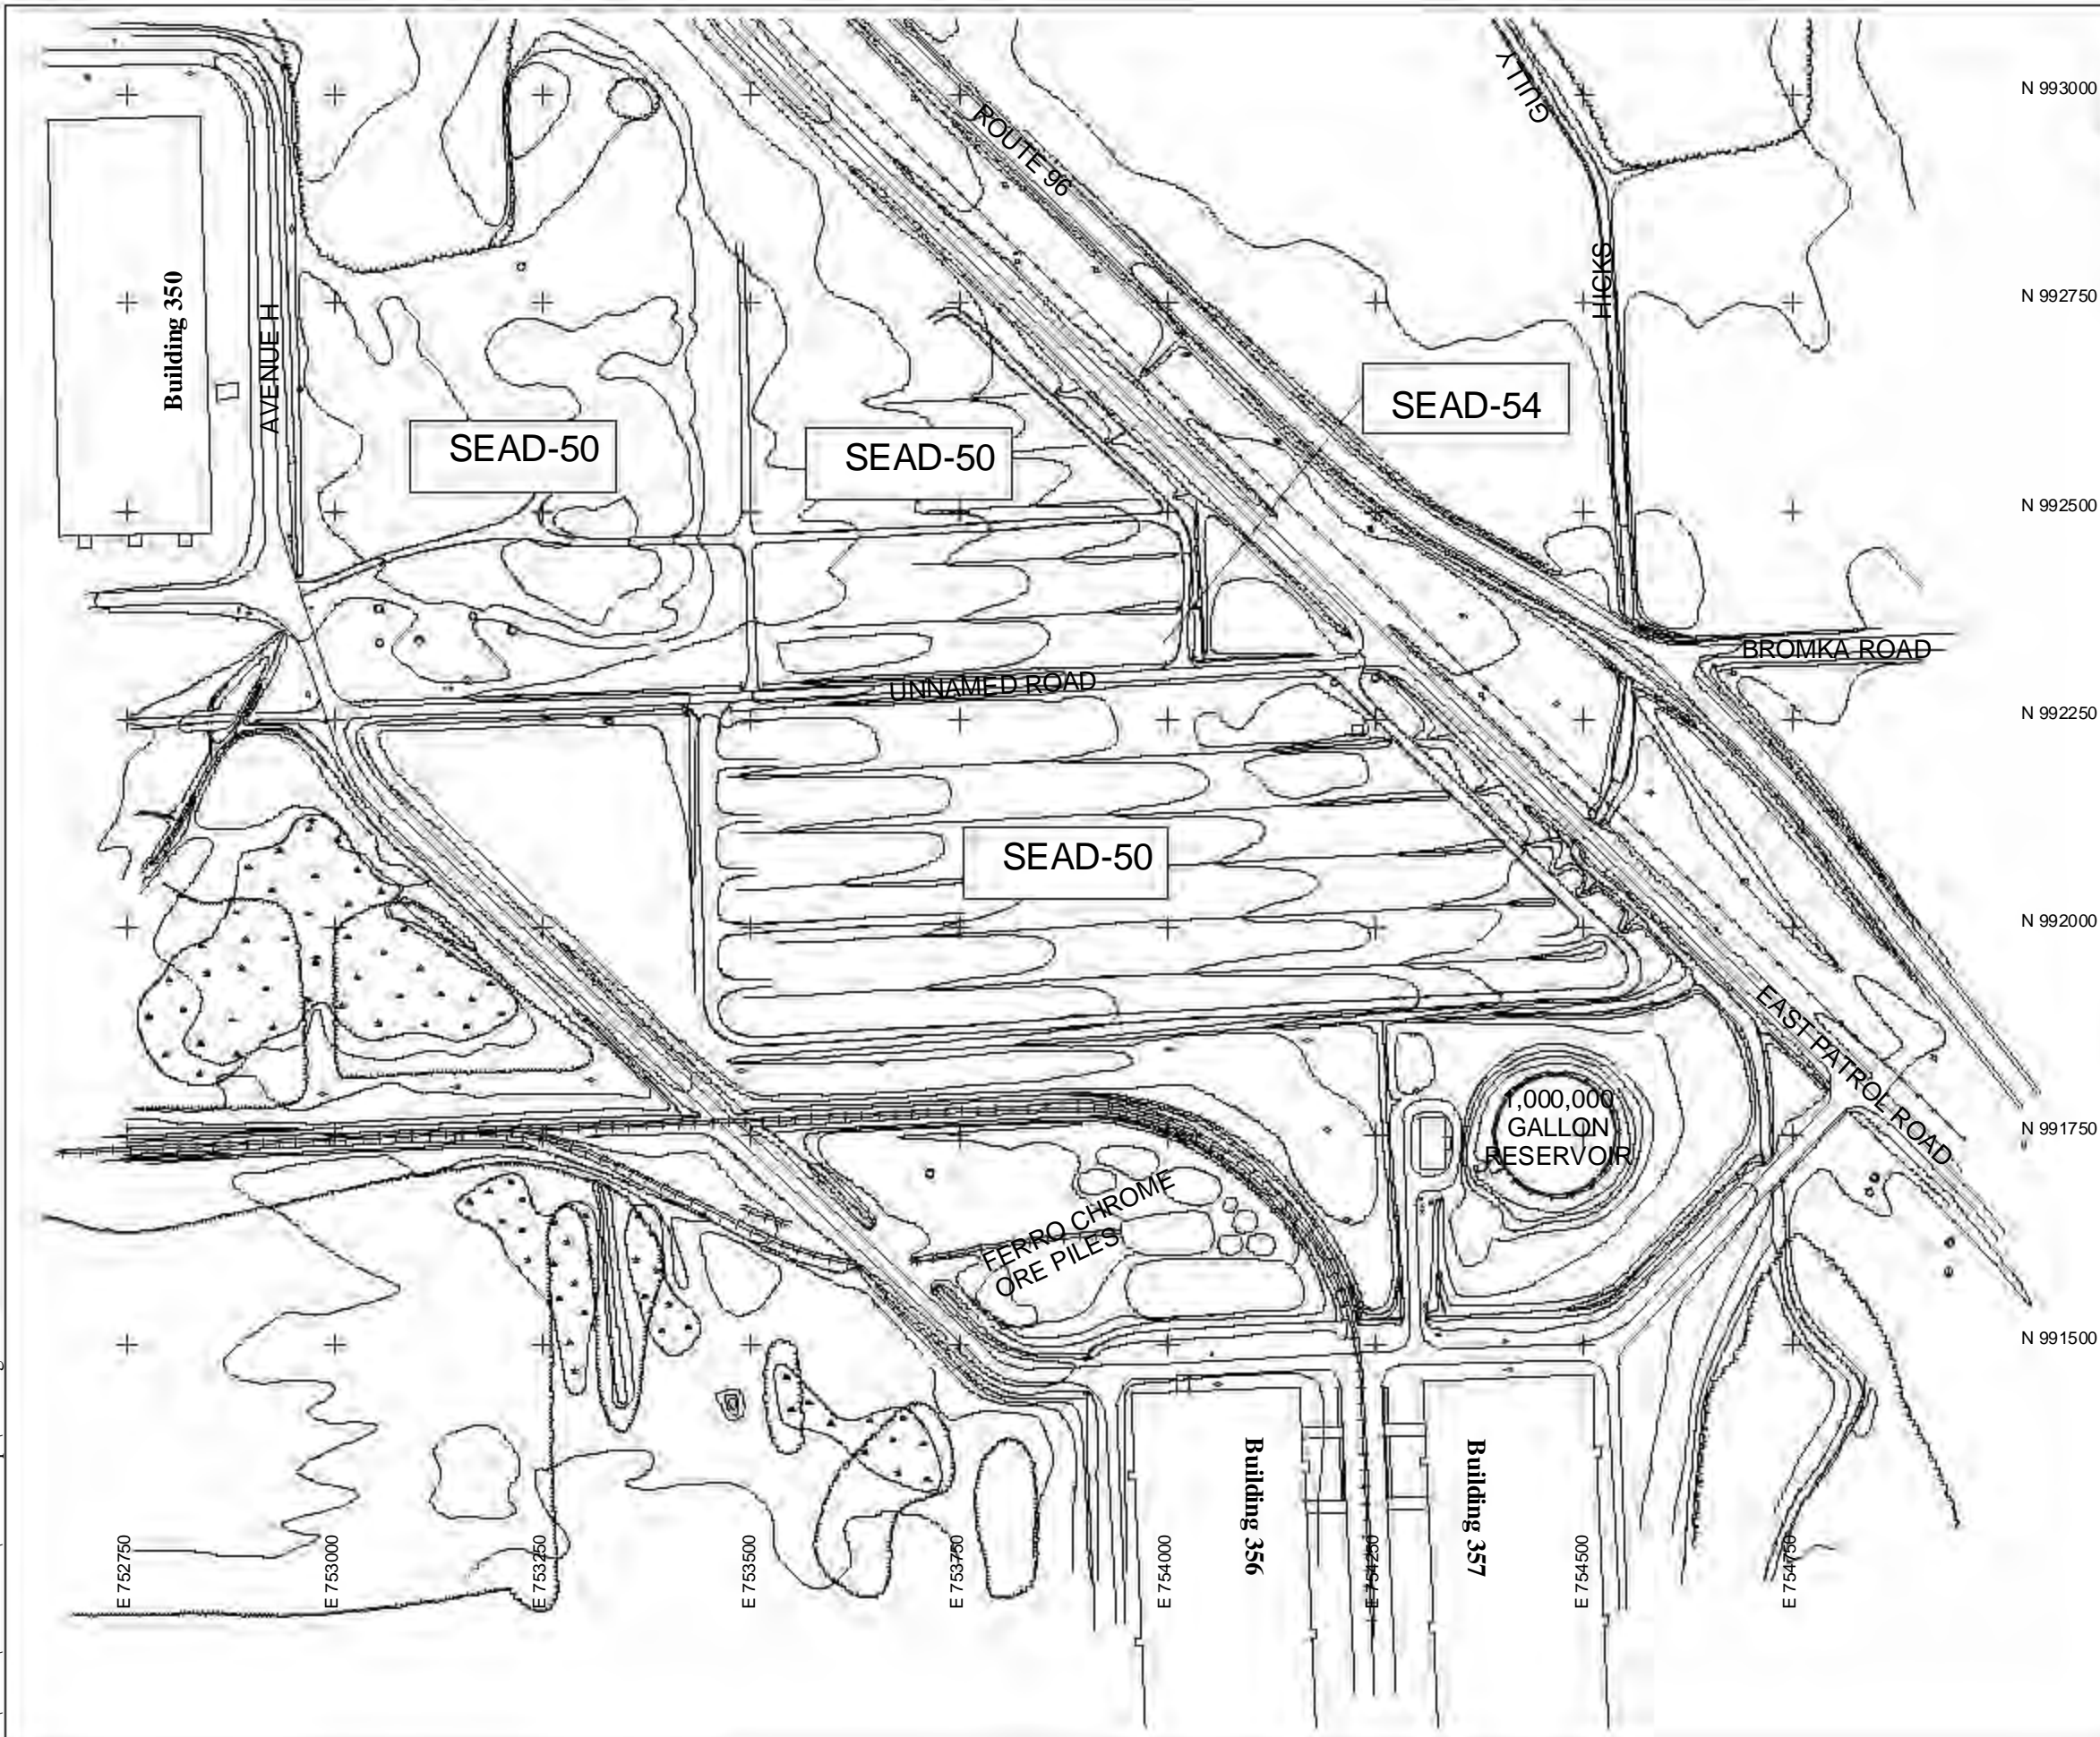 N 993000
GULLY
ROUTE 96
HICKS
N 992750
Building 350
AVENUE H
SEAD-54
SEAD-50
SEAD-50
N 992500
BROMKA ROAD
UNNAMED ROAD
N 992250
SEAD-50
N 992000
EAST PATROL ROAD
1,000,000
GALLON
RESERVOIR
N 991750
FERRO CHROME
ORE PILES
N 991500
Building 356
Building 357
E 752750
E 753000
E 753250
E 753500
E 753750
E 754000
E 754250
E 754500
E 754750